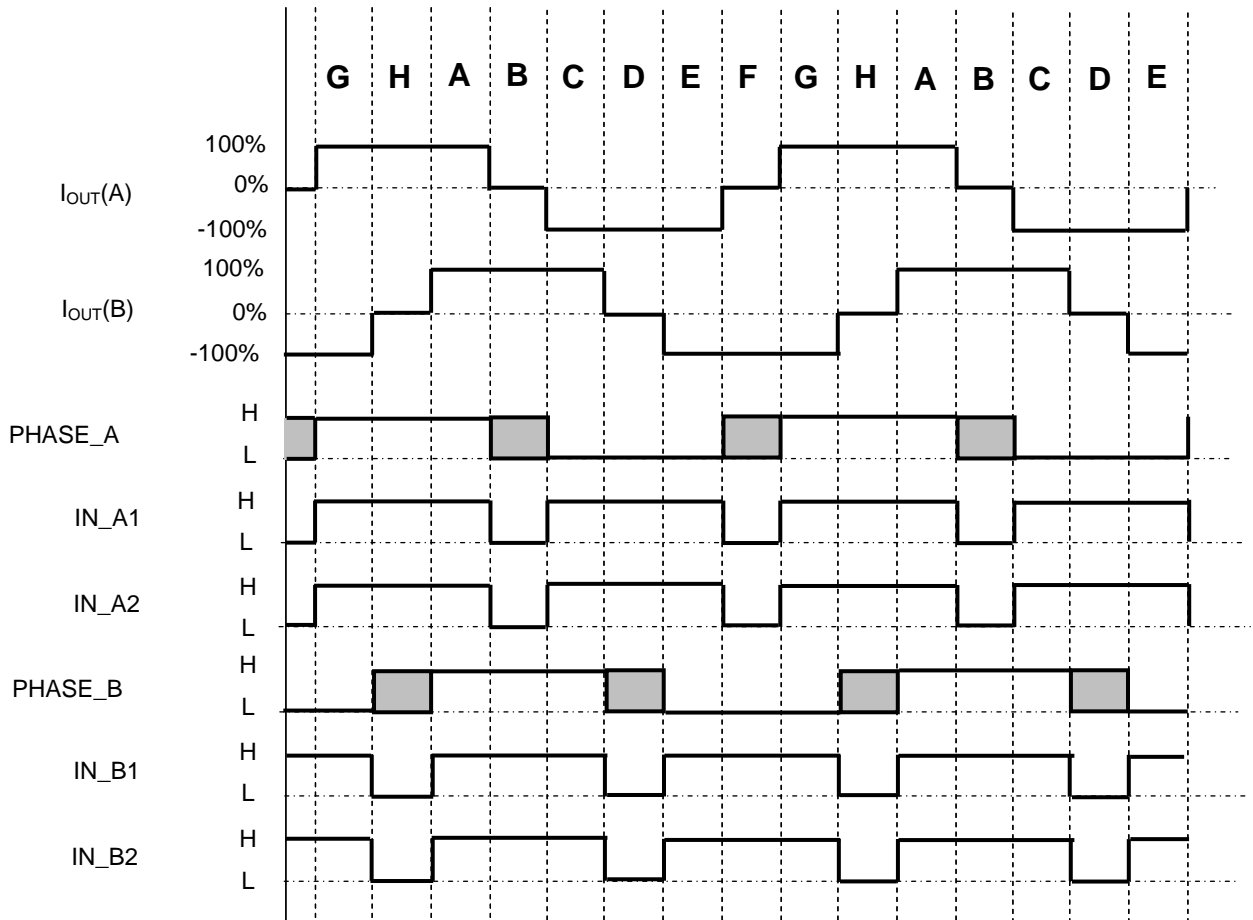 G H A B C D E F G H A B C D E
100%
0%
-100%
IOUT(A)
100%
0%
-100%
IOUT(B)
H
L
PHASE_A
H
L
IN_A1
H
L
IN_A2
H
L
PHASE_B
H
L
IN_B1
H
L
IN_B2